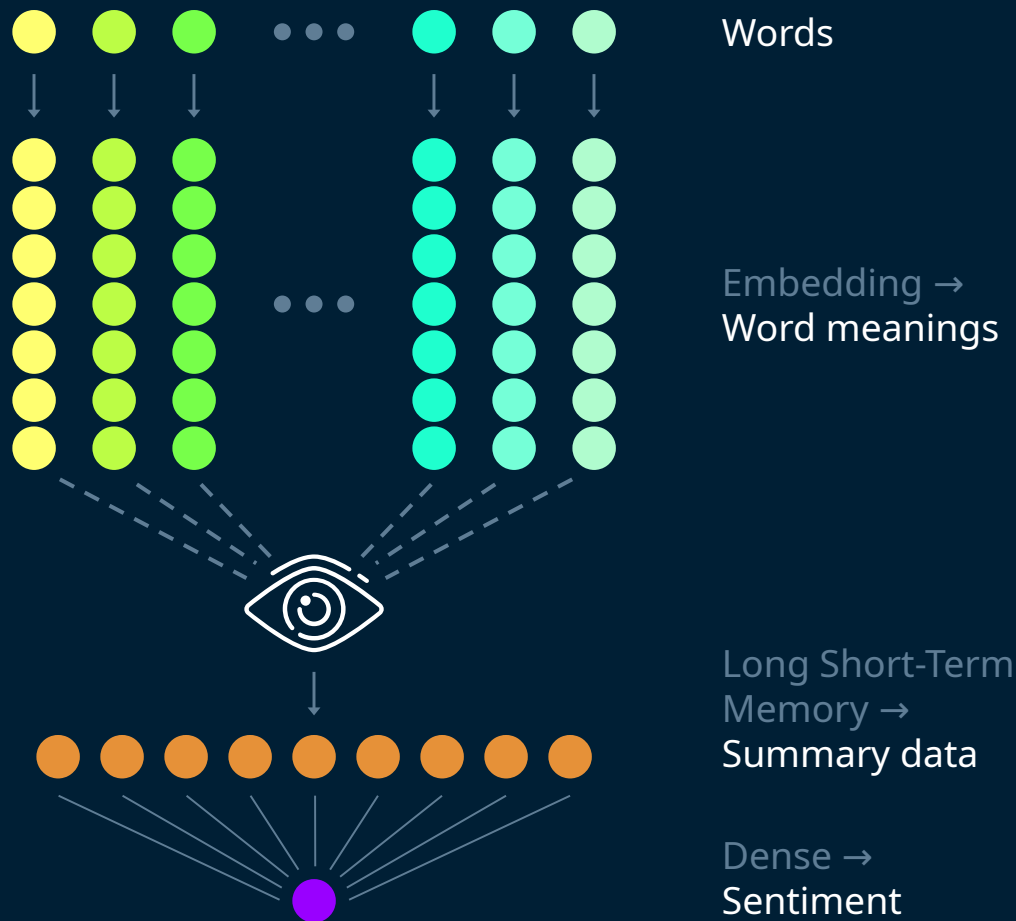 Words
Embedding →
Word meanings
Long Short-Term
Memory →
Summary data
Dense →
Sentiment